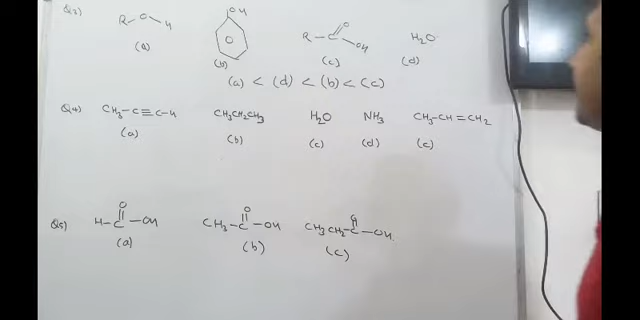 Q3) R-O-H OH R-C=O-OH H₂O
(a) (b) (c) (d)
(a) < (d) < (b) < (c)
Q4) CH₃-C≡C-H CH₃CH₂CH₃ H₂O NH₃ CH₃-CH=CH₂
(a) (b) (c) (d) (e)
Q5) H-C(=O)-OH CH₃-C(=O)-OH CH₃CH₂-C(=O)-OH.
(a) (b) (c)